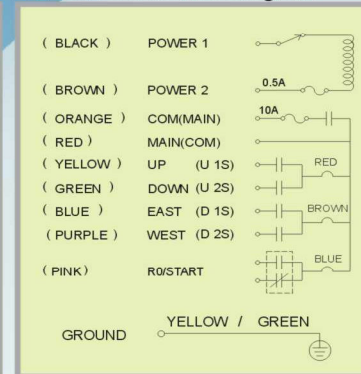 ( BLACK ) POWER 1
( BROWN ) POWER 2 0.5A
( ORANGE ) COM(MAIN) 10A
( RED ) MAIN(COM)
( YELLOW ) UP (U 1S) RED
( GREEN ) DOWN (U 2S)
( BLUE ) EAST (D 1S) BROWN
( PURPLE ) WEST (D 2S)
( PINK ) R0/START BLUE
GROUND YELLOW / GREEN